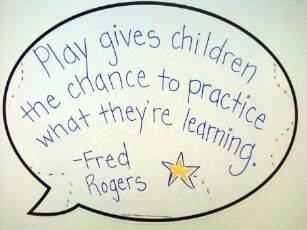 Play gives children
the chance to practice
what they're learning.
-Fred
Rogers